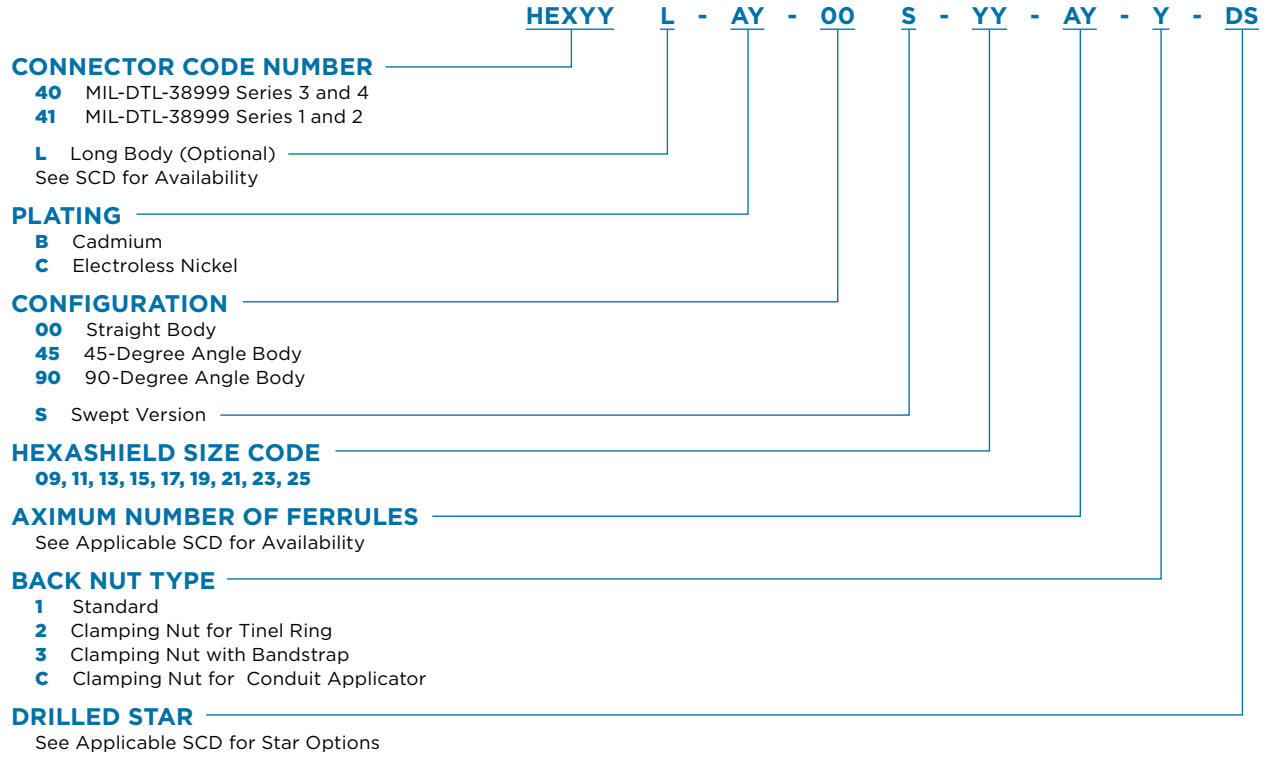 HEXYY L - AY - 00 S - YY - AY - Y - DS
CONNECTOR CODE NUMBER
40 MIL-DTL-38999 Series 3 and 4
41 MIL-DTL-38999 Series 1 and 2
L Long Body (Optional)
See SCD for Availability
PLATING
B Cadmium
C Electroless Nickel
CONFIGURATION
00 Straight Body
45 45-Degree Angle Body
90 90-Degree Angle Body
S Swept Version
HEXASHIELD SIZE CODE
09, 11, 13, 15, 17, 19, 21, 23, 25
AXIMUM NUMBER OF FERRULES
See Applicable SCD for Availability
BACK NUT TYPE
1 Standard
2 Clamping Nut for Tinel Ring
3 Clamping Nut with Bandstrap
C Clamping Nut for Conduit Applicator
DRILLED STAR
See Applicable SCD for Star Options